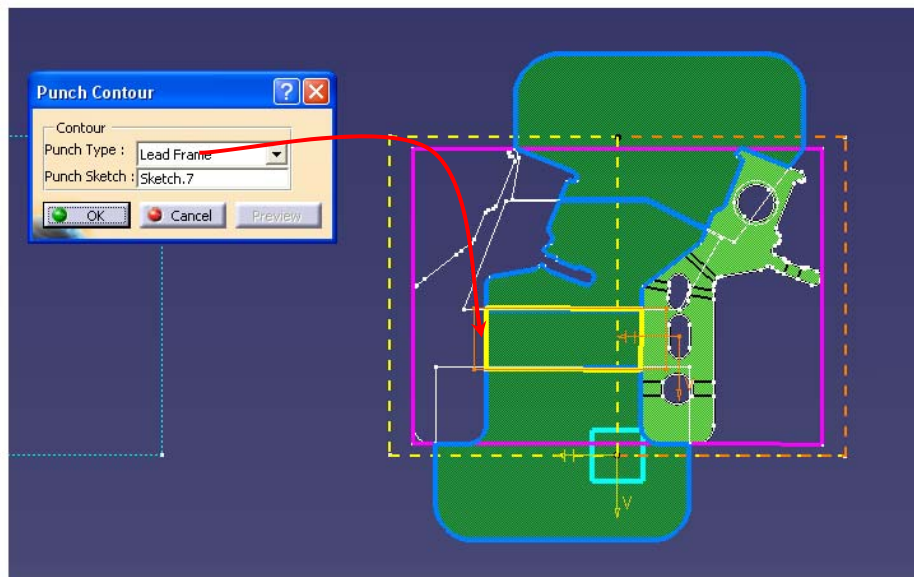 Punch Contour
Contour
Punch Type : Lead Frame
Punch Sketch : Sketch.7
OK Cancel Preview
H
H
V